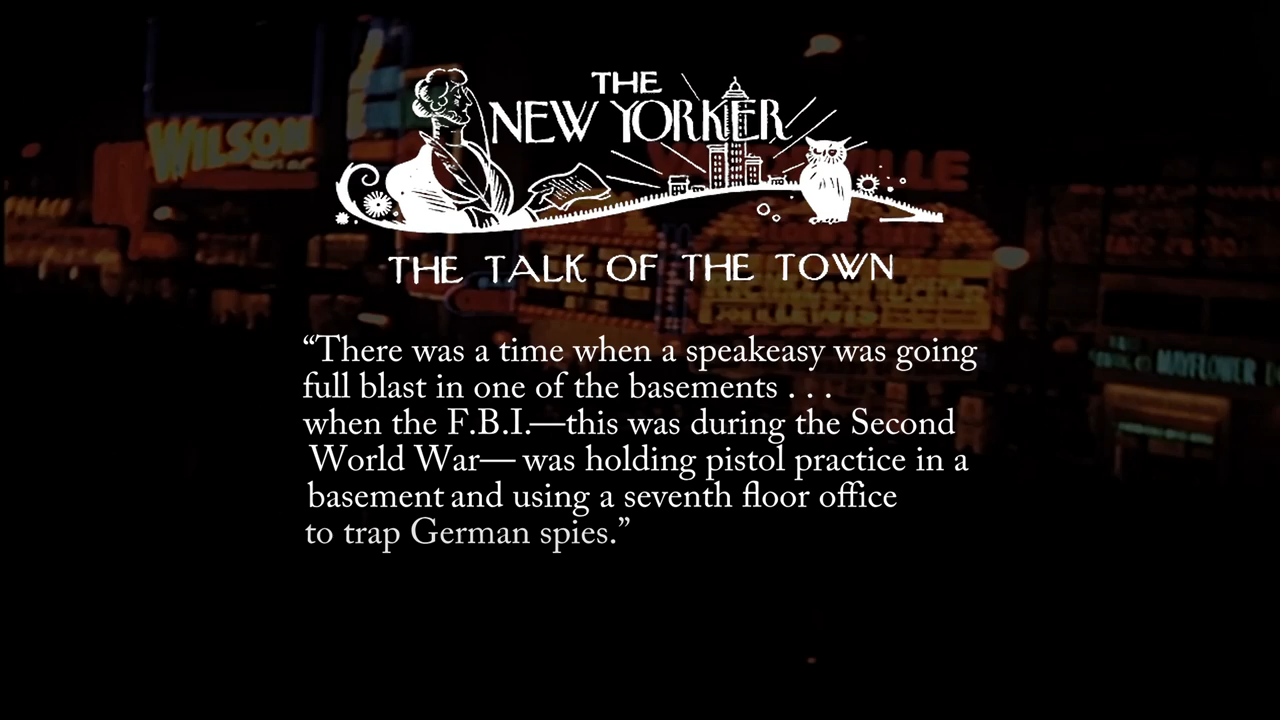 THE
NEW YORKER
THE TALK OF THE TOWN
WILSON
VILLE
MAYFLOWER
“There was a time when a speakeasy was going
full blast in one of the basements . . .
when the F.B.I.—this was during the Second
World War— was holding pistol practice in a
basement and using a seventh floor office
to trap German spies.”